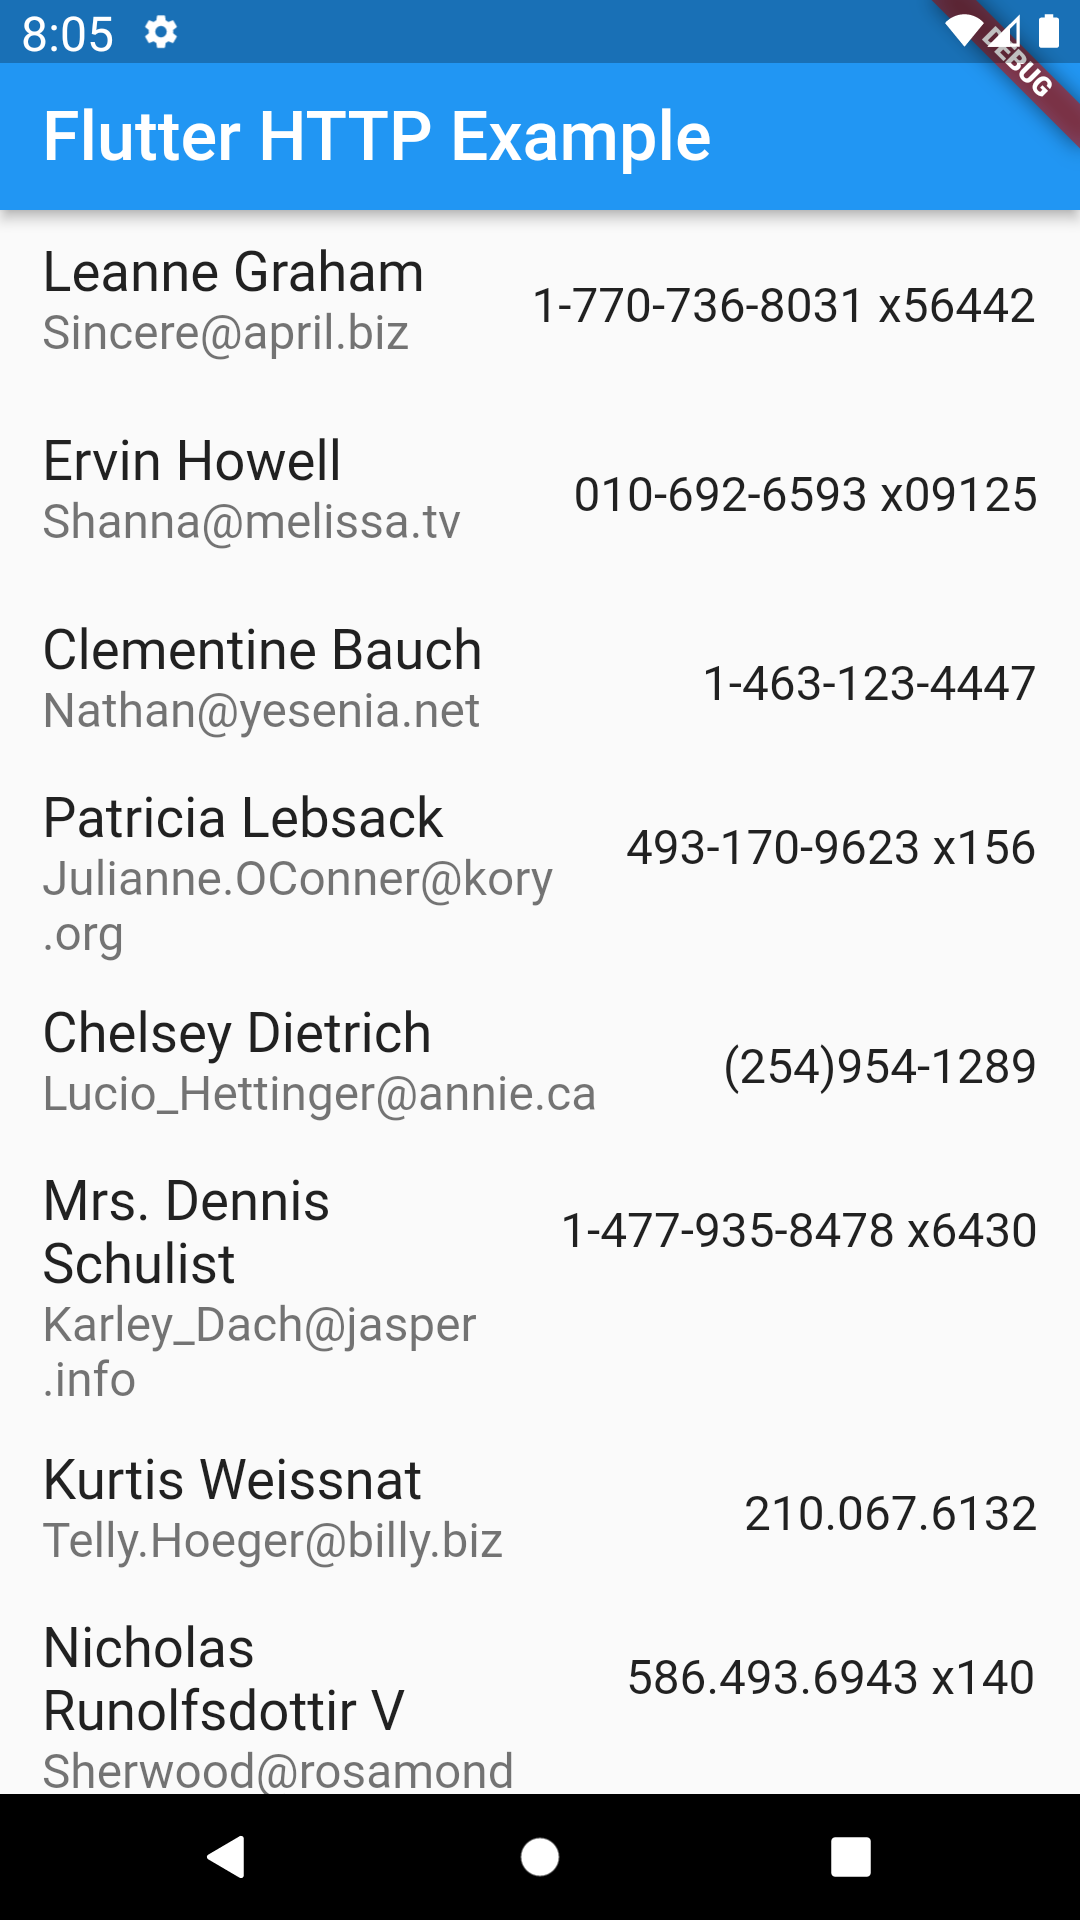 8:05
DEBUG
Flutter HTTP Example
Leanne Graham
1-770-736-8031 x56442
Sincere@april.biz
Ervin Howell
010-692-6593 x09125
Shanna@melissa.tv
Clementine Bauch
1-463-123-4447
Nathan@yesenia.net
Patricia Lebsack
493-170-9623 x156
Julianne.OConner@kory
.org
Chelsey Dietrich
(254)954-1289
Lucio_Hettinger@annie.ca
Mrs. Dennis
1-477-935-8478 x6430
Schulist
Karley_Dach@jasper
.info
Kurtis Weissnat
210.067.6132
Telly.Hoeger@billy.biz
Nicholas
586.493.6943 x140
Runolfsdottir V
Sherwood@rosamond